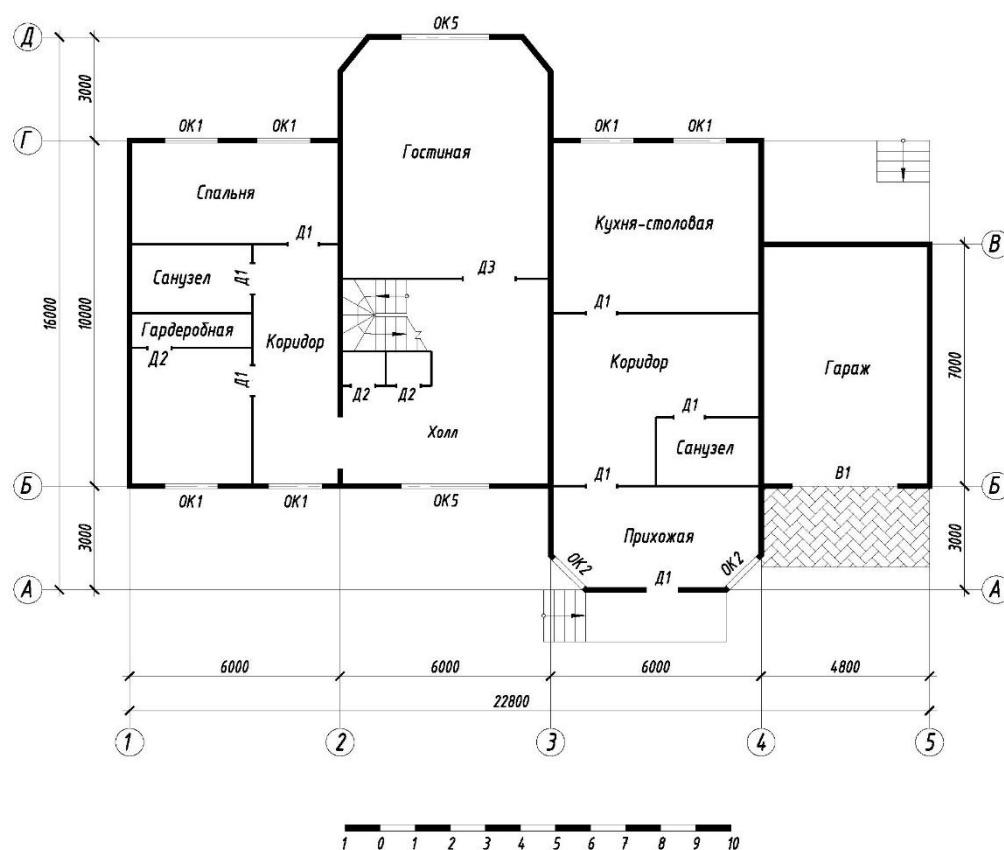 ОК5
Д
3000
ОК1 ОК1 ОК1 ОК1
Г
Гостиная
Спальня
Кухня-столовая
Д1
В
Д1
Санузел
Д3
16000
10000
Д1
Гардеробная
Коридор
Д2
Коридор
Гараж
7000
Д1
Д2 Д2
Д1
Холл
Санузел
Б
Д1
В1
Б
ОК1 ОК1 ОК5
3000
Прихожая
3000
ОК2 Д1 ОК2
А
А
6000 6000 6000 4800
22800
1 2 3 4 5
1 0 1 2 3 4 5 6 7 8 9 10